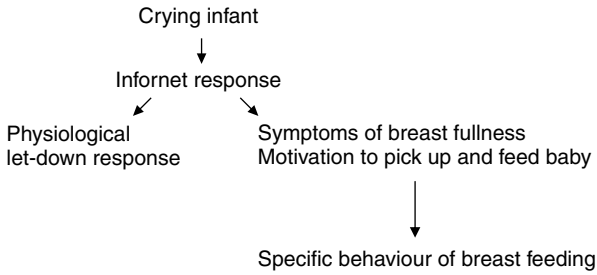 Crying infant
Infornet response
Physiological
let-down response
Symptoms of breast fullness
Motivation to pick up and feed baby
Specific behaviour of breast feeding